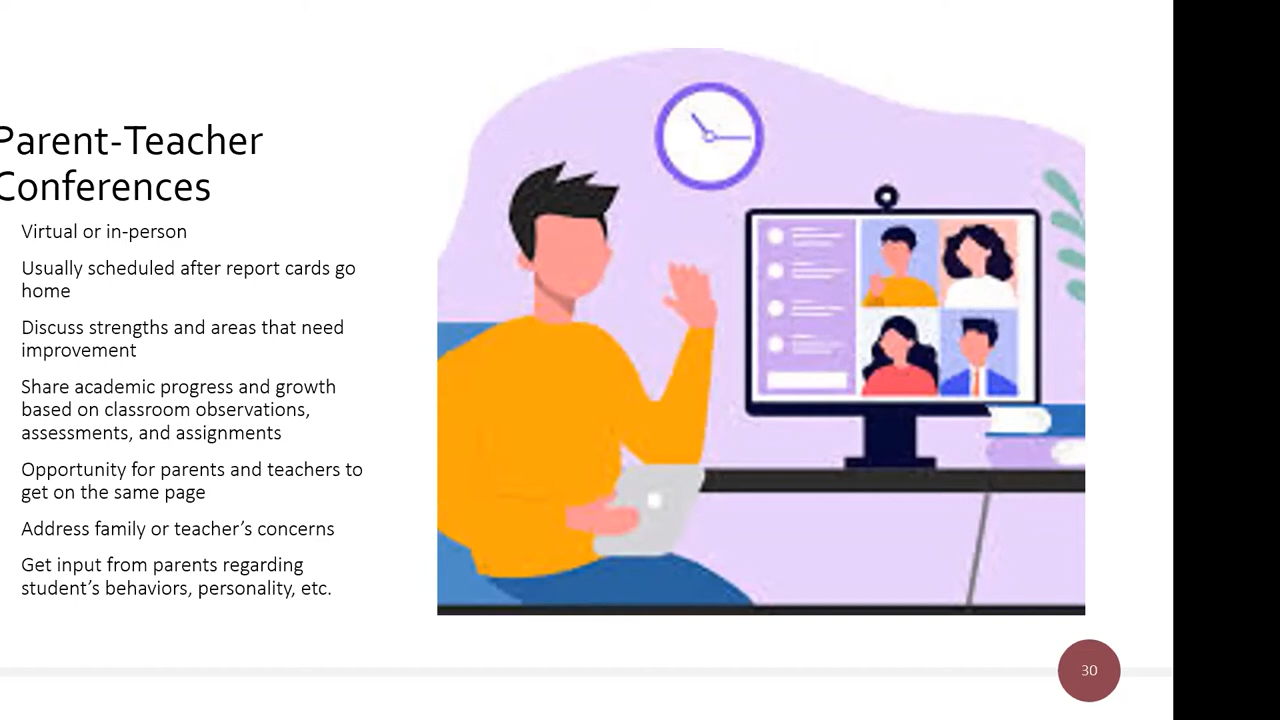 Parent-Teacher
Conferences
Virtual or in-person
Usually scheduled after report cards go
home
Discuss strengths and areas that need
improvement
Share academic progress and growth
based on classroom observations,
assessments, and assignments
Opportunity for parents and teachers to
get on the same page
Address family or teacher’s concerns
Get input from parents regarding
student’s behaviors, personality, etc.
30